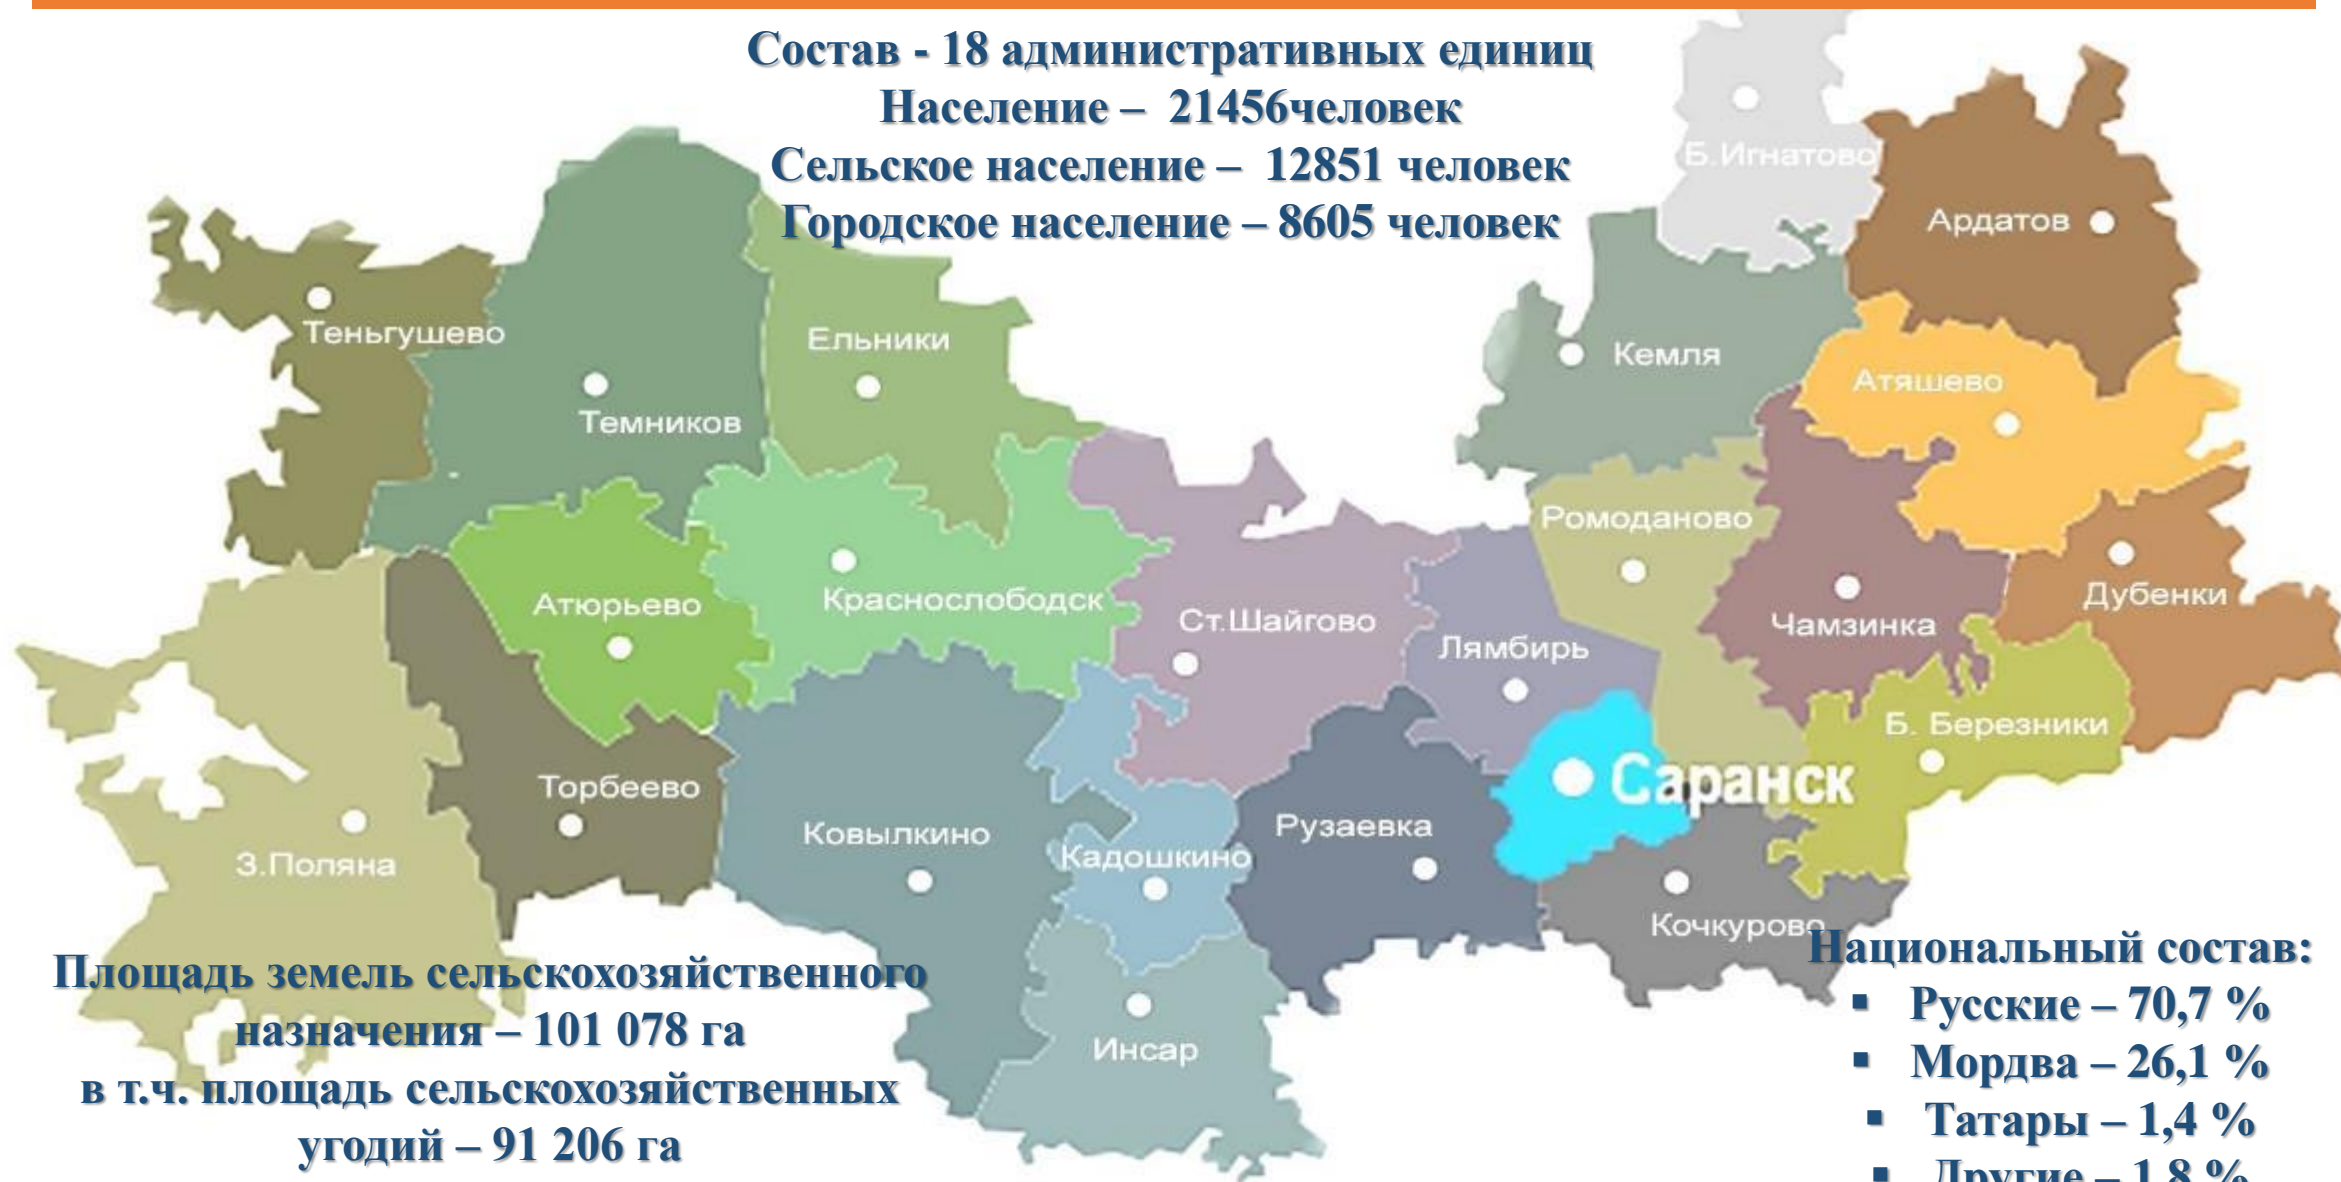 Состав - 18 административных единиц
Население – 21456человек
Сельское население – 12851 человек
Городское население – 8605 человек
Б.Игнатово
Ардатов
Теньгушево
Ельники
Кемля
Атяшево
Темников
Ромоданово
Атюрьево
Краснослободск
Ст.Шайгово
Лямбирь
Чамзинка
Дубенки
Б. Березники
Торбеево
Саранск
Ковылкино
Рузаевка
Кадошкино
З.Поляна
Кочкурово
Инсар
Площадь земель сельскохозяйственного
назначения – 101 078 га
в т.ч. площадь сельскохозяйственных
угодий – 91 206 га
Национальный состав:
▪ Русские – 70,7 %
▪ Мордва – 26,1 %
▪ Татары – 1,4 %
▪ Другие – 1,8 %